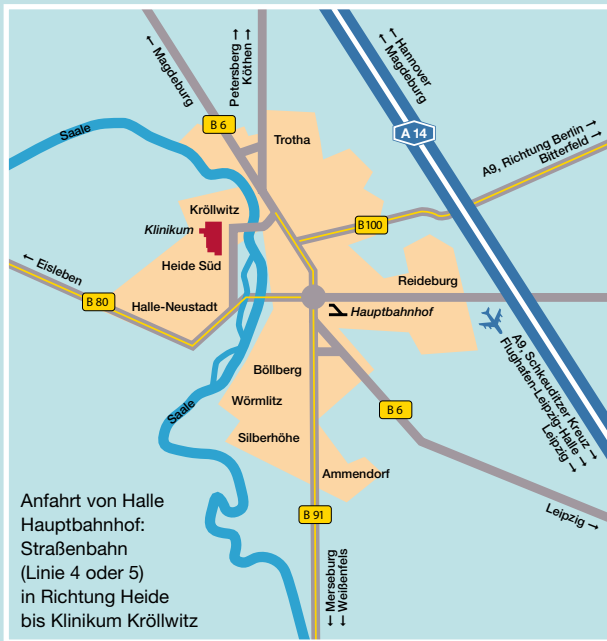 ← Magdeburg
Petersberg →
Köthen →
← Hannover
← Magdeburg
Saale
B 6
Trotha
A 14
A9, Richtung Berlin →
Bitterfeld →
Kröllwitz
Klinikum
B100
← Eisleben
Heide Süd
Reideburg
B 80
Halle-Neustadt
Hauptbahnhof
A9, Schkeuditzer Kreuz →
Flughafen-Leipzig-Halle →
Leipzig →
Böllberg
Wörmlitz
Saale
B 6
Silberhöhe
Ammendorf
B 91
Leipzig →
← Merseburg
← Weißenfels
Anfahrt von Halle
Hauptbahnhof:
Straßenbahn
(Linie 4 oder 5)
in Richtung Heide
bis Klinikum Kröllwitz